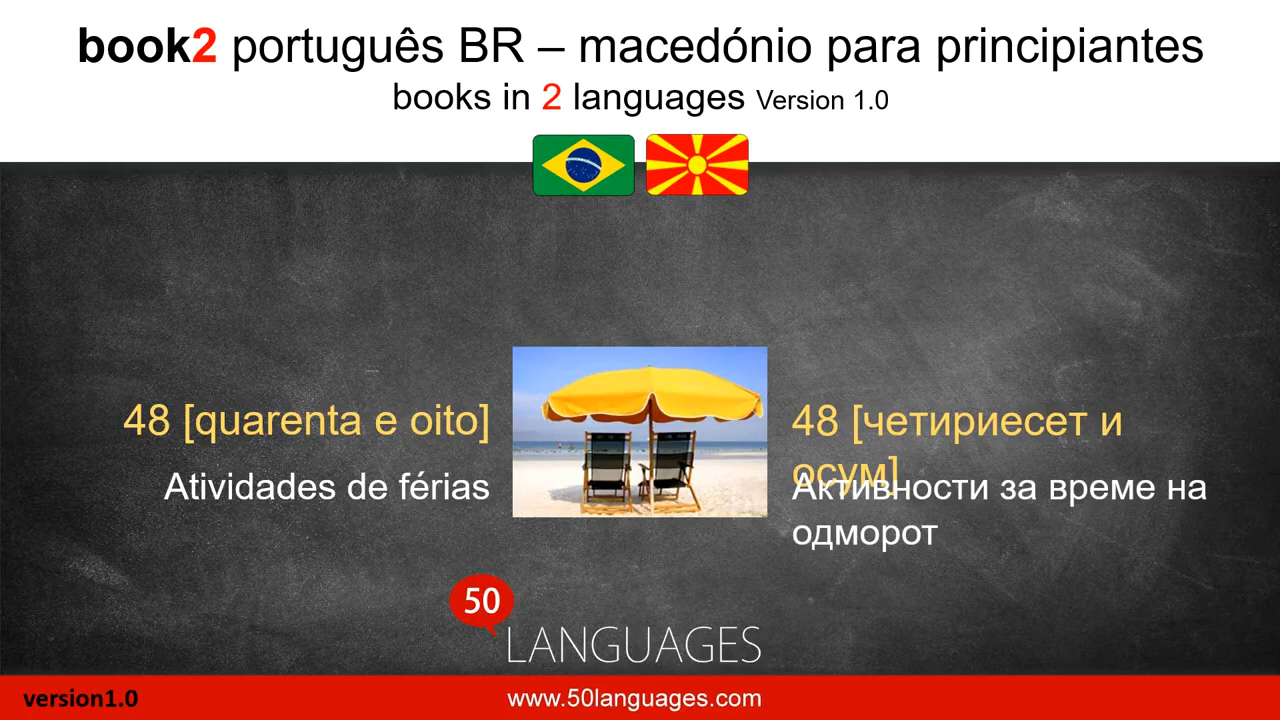 book2 português BR – macedónio para principiantes
books in 2 languages Version 1.0
48 [quarenta e oito]
Atividades de férias
48 [четириесет и
осум]
Активности за време на
одморот
50
LANGUAGES
version1.0
www.50languages.com